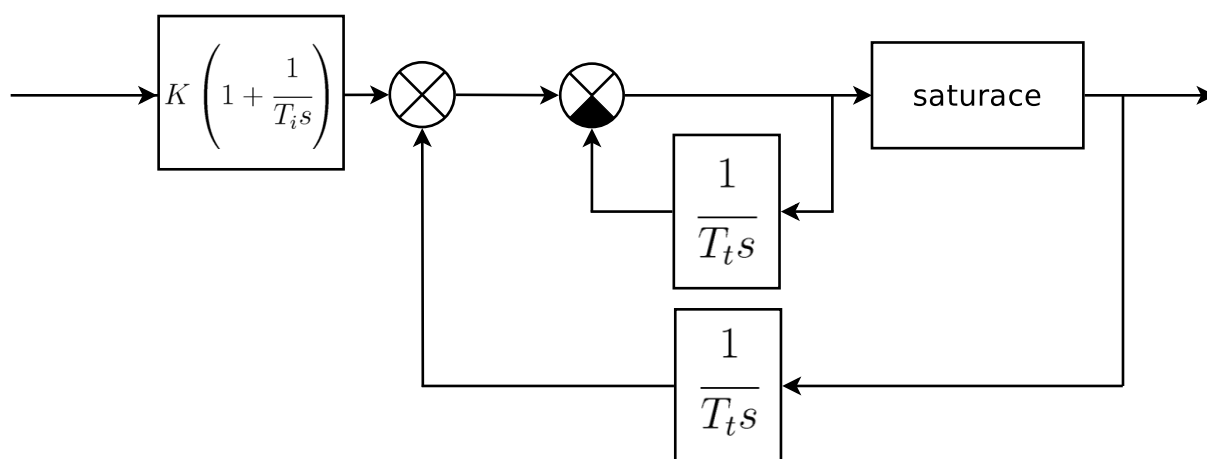 K(1 + 1/(T_i s))
saturace
1/(T_t s)
1/(T_t s)